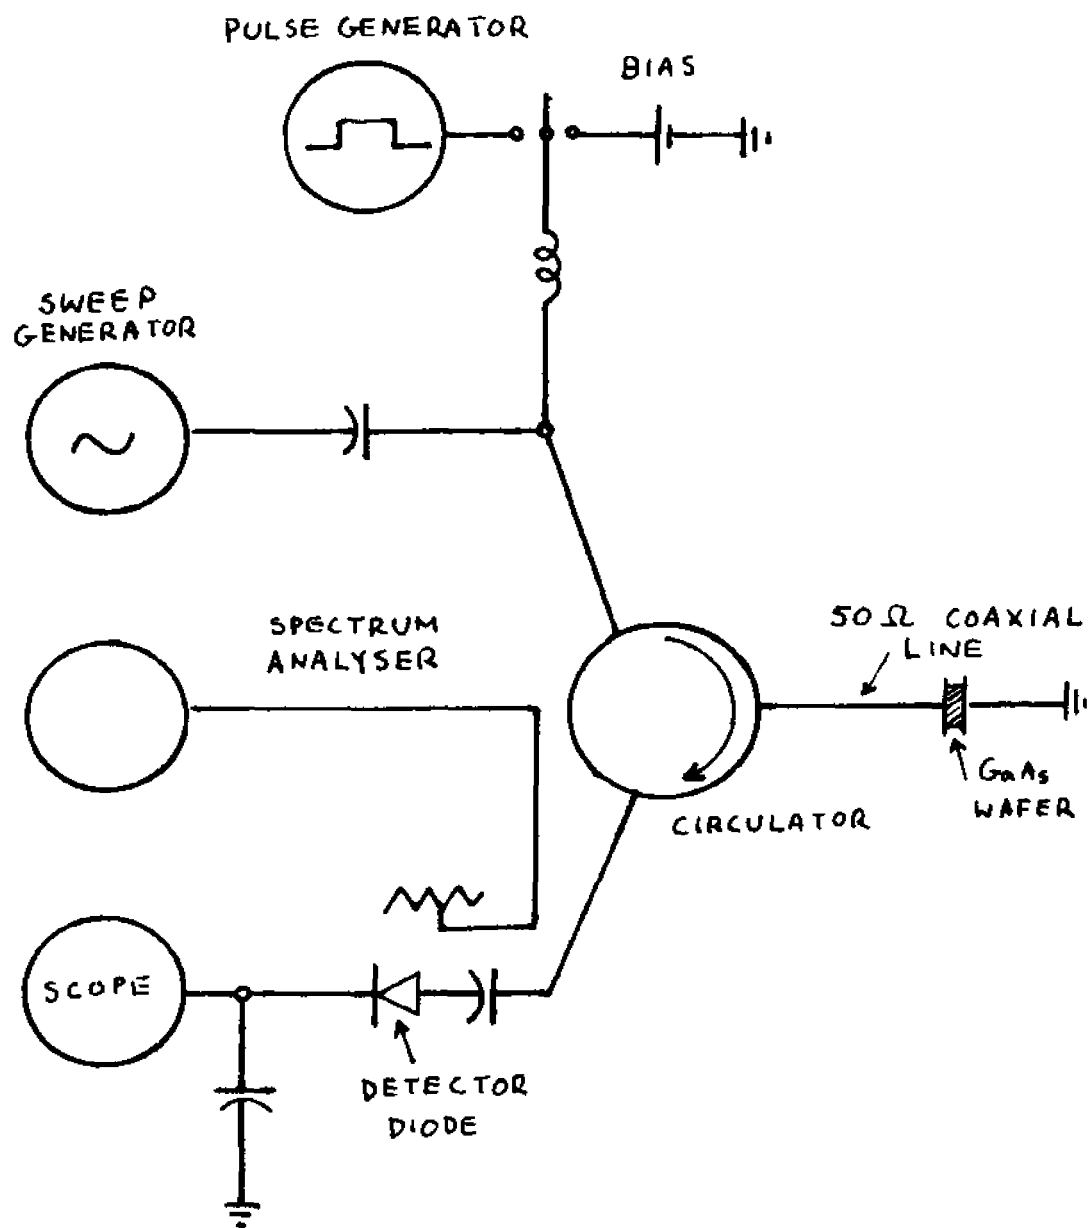 PULSE GENERATOR
BIAS
SWEEP
GENERATOR
SPECTRUM
ANALYSER
50 Ω COAXIAL
LINE
GaAs
WAFER
CIRCULATOR
SCOPE
DETECTOR
DIODE